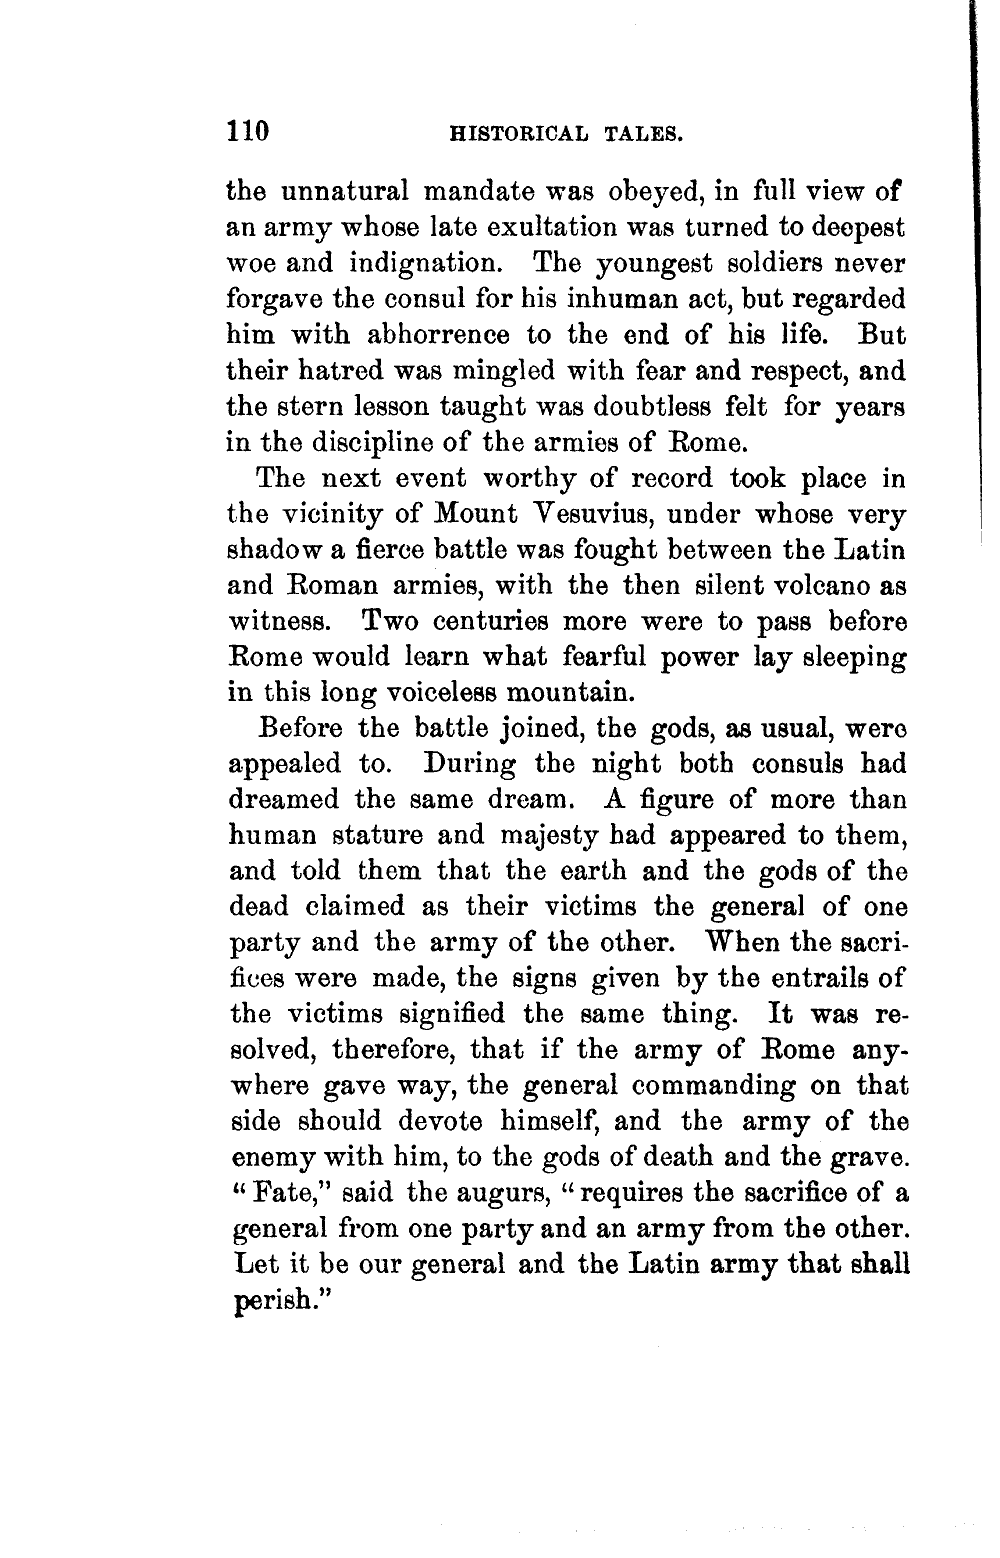 110 HISTORICAL TALES.
the unnatural mandate was obeyed, in full view of
an army whose late exultation was turned to deepest
woe and indignation. The youngest soldiers never
forgave the consul for his inhuman act, but regarded
him with abhorrence to the end of his life. But
their hatred was mingled with fear and respect, and
the stern lesson taught was doubtless felt for years
in the discipline of the armies of Rome.
The next event worthy of record took place in
the vicinity of Mount Vesuvius, under whose very
shadow a fierce battle was fought between the Latin
and Roman armies, with the then silent volcano as
witness. Two centuries more were to pass before
Rome would learn what fearful power lay sleeping
in this long voiceless mountain.
Before the battle joined, the gods, as usual, were
appealed to. During the night both consuls had
dreamed the same dream. A figure of more than
human stature and majesty had appeared to them,
and told them that the earth and the gods of the
dead claimed as their victims the general of one
party and the army of the other. When the sacri-
fices were made, the signs given by the entrails of
the victims signified the same thing. It was re-
solved, therefore, that if the army of Rome any-
where gave way, the general commanding on that
side should devote himself, and the army of the
enemy with him, to the gods of death and the grave.
“Fate,” said the augurs, “requires the sacrifice of a
general from one party and an army from the other.
Let it be our general and the Latin army that shall
perish.”